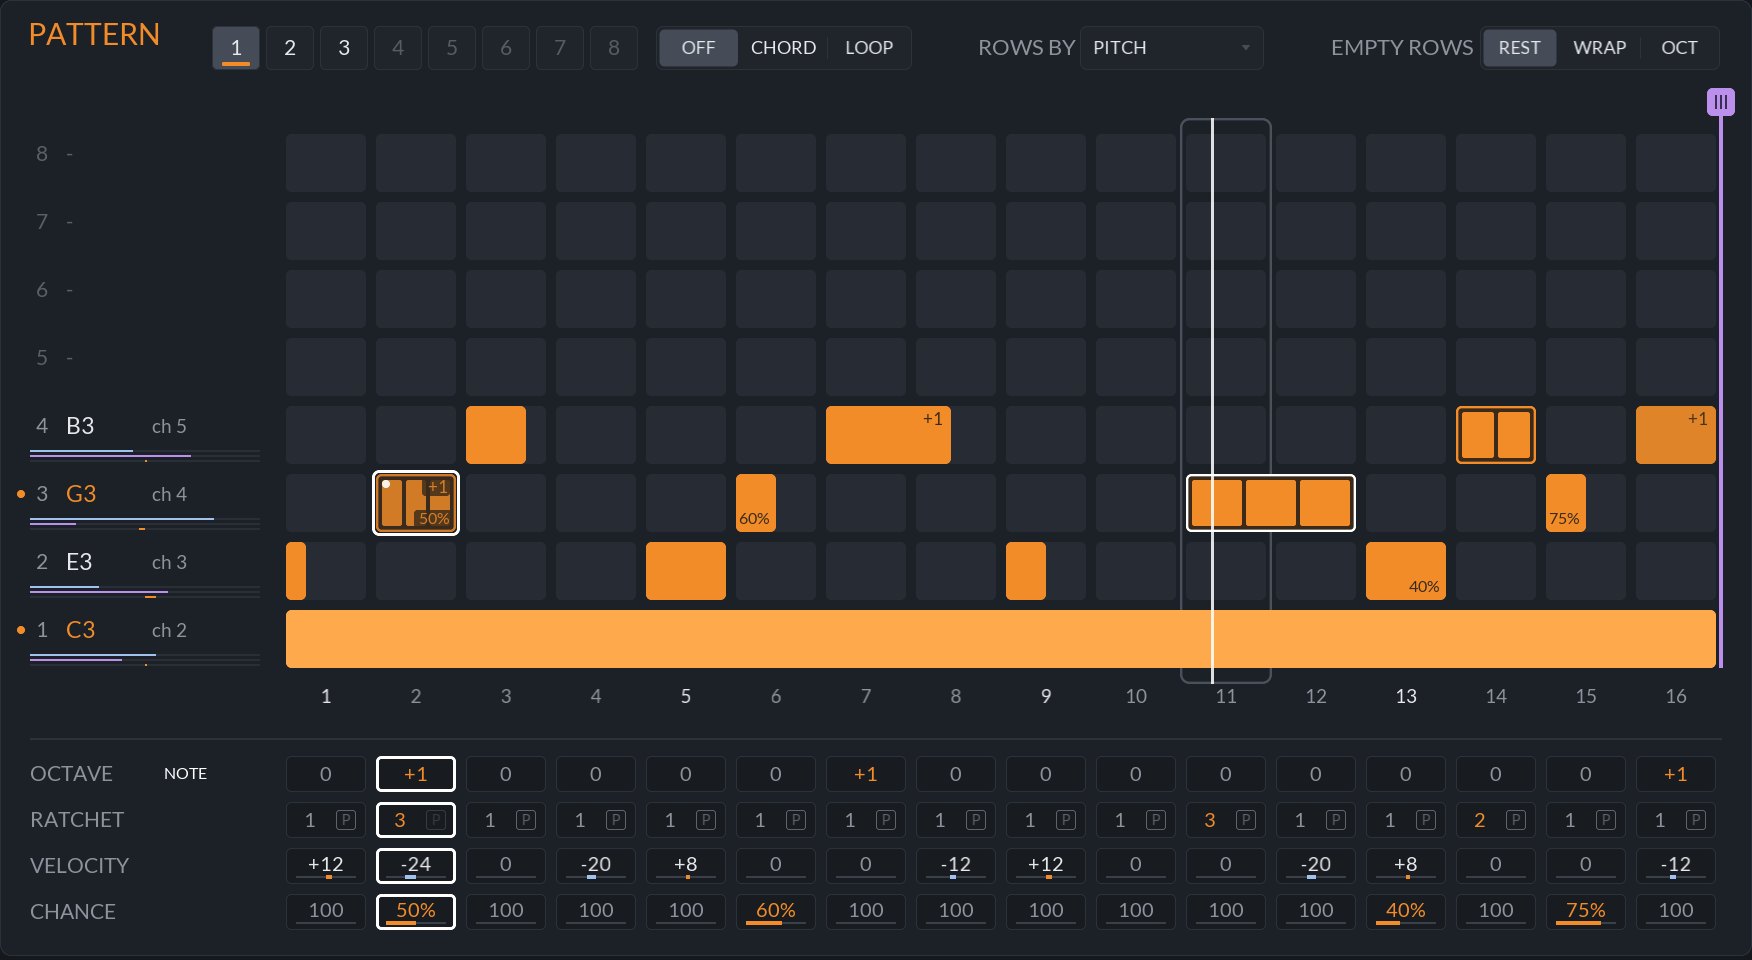 PATTERN 1 2 3 4 5 6 7 8 OFF CHORD LOOP ROWS BY PITCH EMPTY ROWS REST WRAP OCT
8 -
7 -
6 -
5 -
4 B3 ch 5 +1 +1
3 G3 ch 4 +1 50% 60% 75%
2 E3 ch 3 40%
1 C3 ch 2
1 2 3 4 5 6 7 8 9 10 11 12 13 14 15 16
OCTAVE NOTE 0 +1 0 0 0 0 +1 0 0 0 0 0 0 0 0 +1
RATCHET 1 P 3 P 1 P 1 P 1 P 1 P 1 P 1 P 1 P 1 P 3 P 1 P 1 P 2 P 1 P 1 P
VELOCITY +12 -24 0 -20 +8 0 0 -12 +12 0 0 -20 +8 0 0 -12
CHANCE 100 50% 100 100 100 60% 100 100 100 100 100 100 40% 100 75% 100